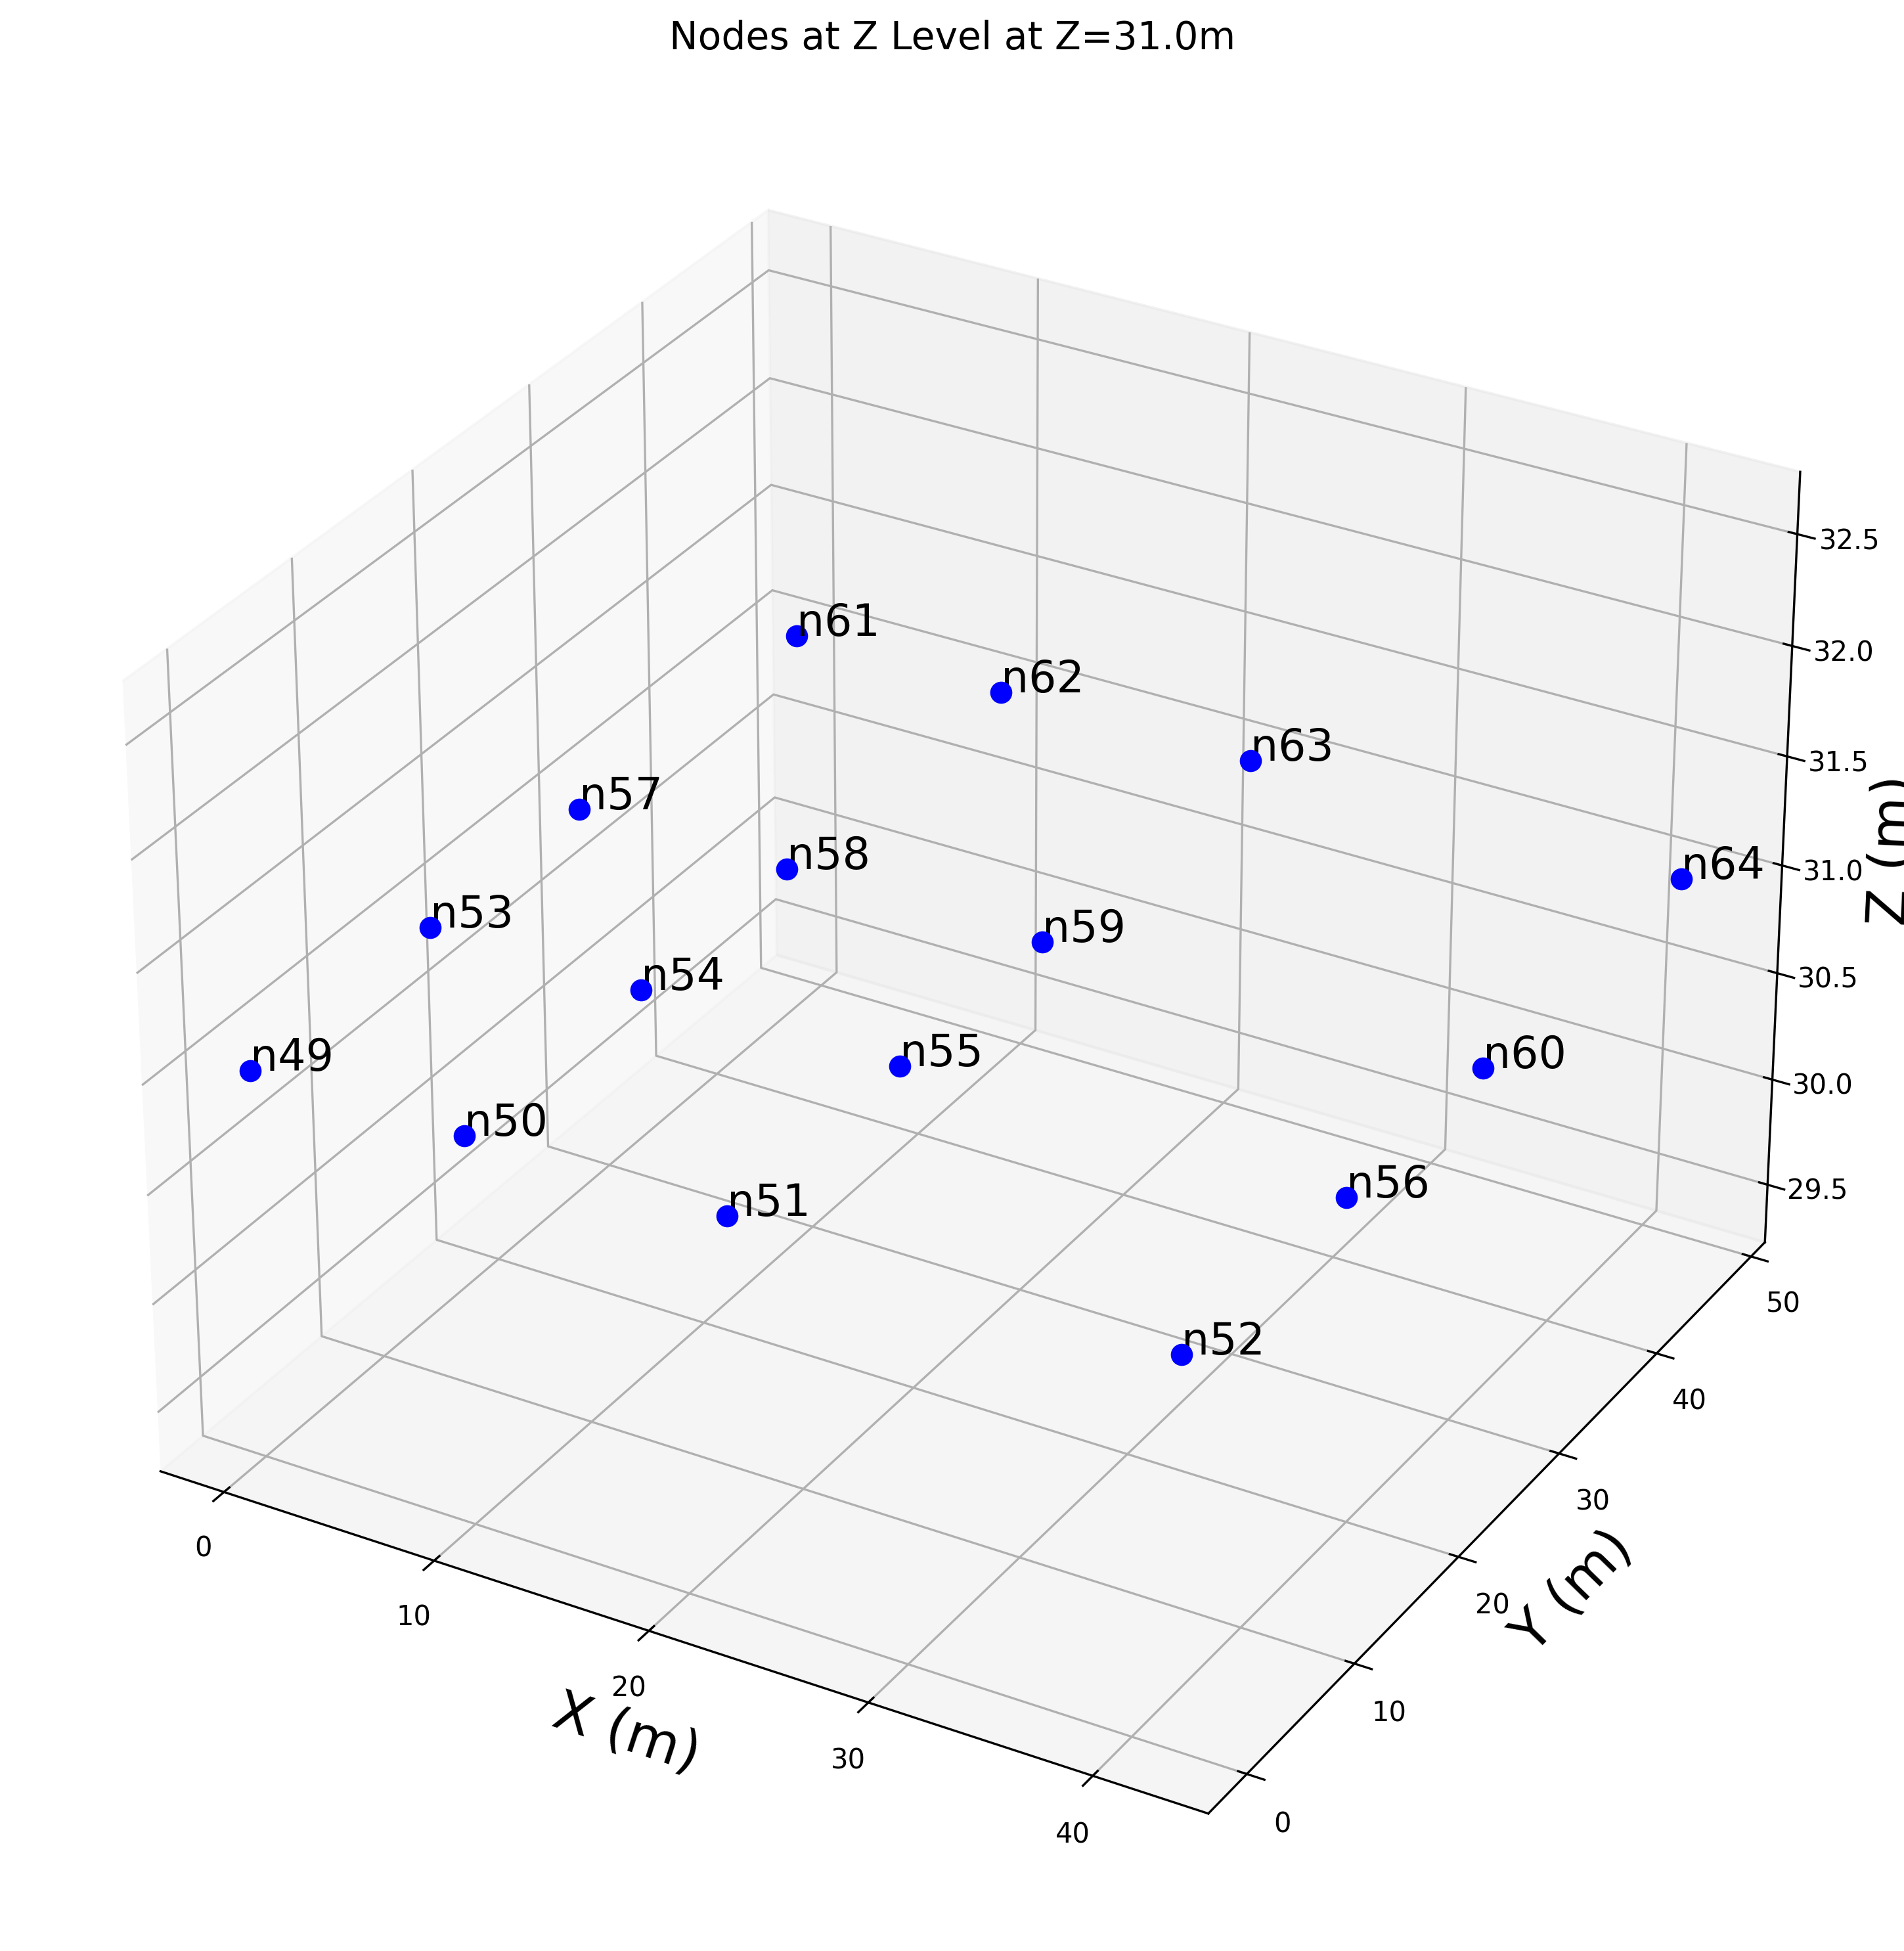 Nodes at Z Level at Z=31.0m
32.5
32.0
31.5
31.0
30.5
30.0
29.5
Z (m)
n61
n62
n63
n64
n57
n58
n59
n60
n53
n54
n55
n56
n49
n50
n51
n52
0
10
20
30
40
X (m)
0
10
20
30
40
50
Y (m)